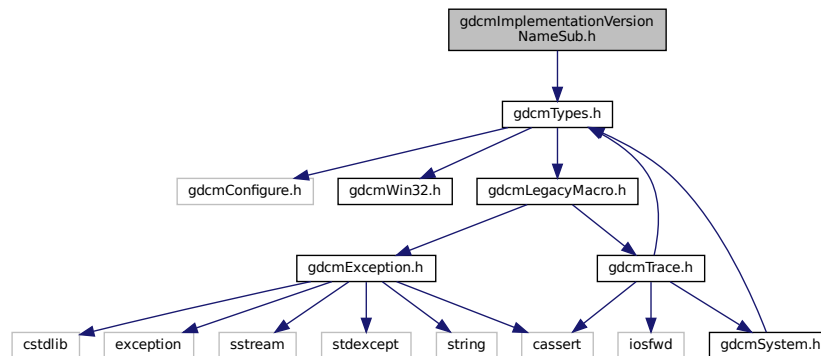 gdcmImplementationVersion
NameSub.h
gdcmTypes.h
gdcmConfigure.h
gdcmWin32.h
gdcmLegacyMacro.h
gdcmException.h
gdcmTrace.h
cstdlib
exception
sstream
stdexcept
string
cassert
iosfwd
gdcmSystem.h